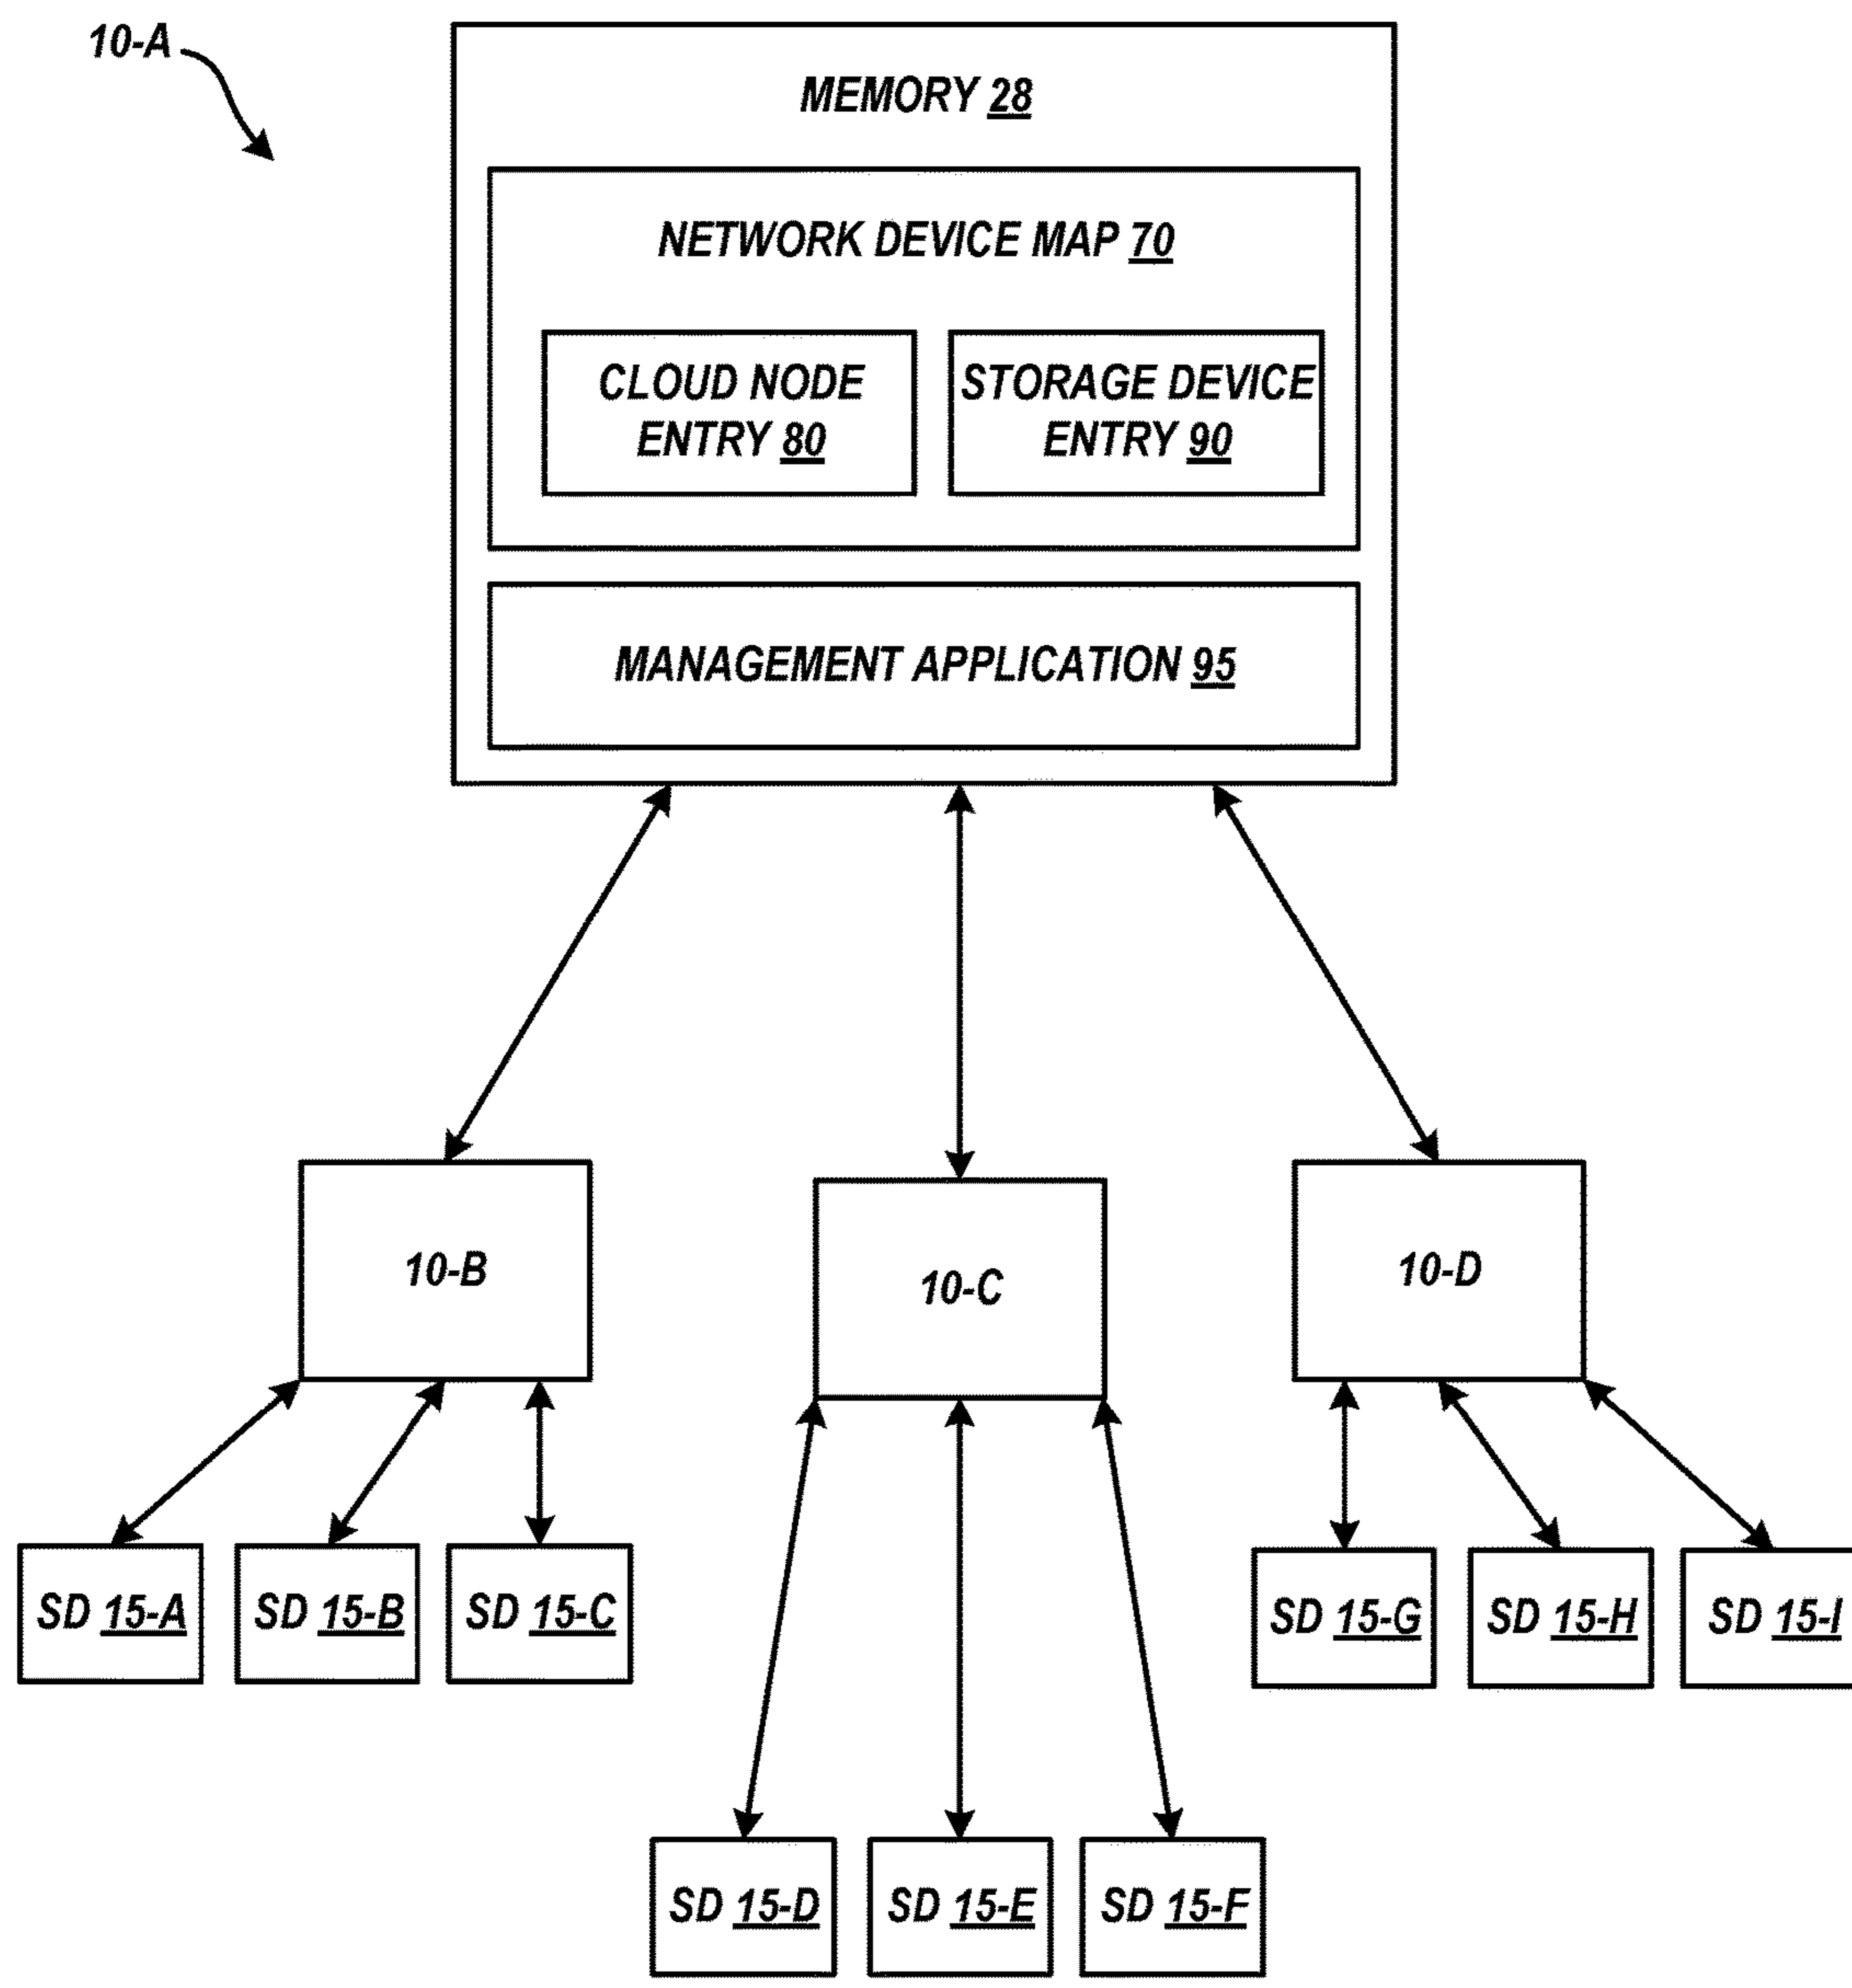 10-A
MEMORY 28
NETWORK DEVICE MAP 70
CLOUD NODE
ENTRY 80
STORAGE DEVICE
ENTRY 90
MANAGEMENT APPLICATION 95
10-B
10-C
10-D
SD 15-A
SD 15-B
SD 15-C
SD 15-G
SD 15-H
SD 15-I
SD 15-D
SD 15-E
SD 15-F